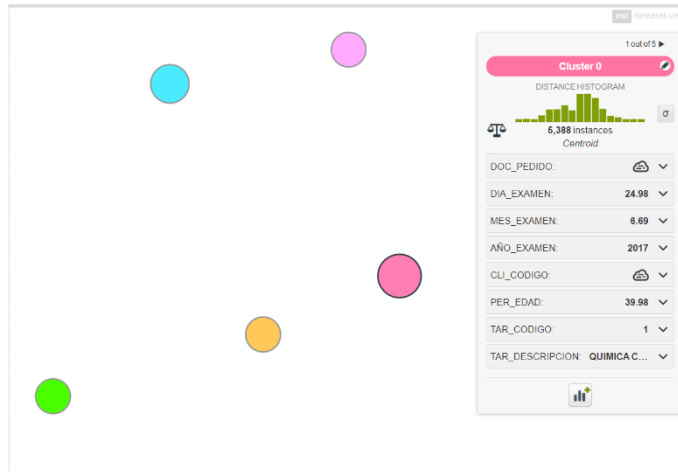 esc Releases vie
1 out of 5
Cluster 0
DISTANCE HISTOGRAM
σ
5,388 instances
Centroid
DOC_PEDIDO:
DIA_EXAMEN: 24.98
MES_EXAMEN: 6.69
AÑO_EXAMEN: 2017
CLI_CODIGO:
PER_EDAD: 39.98
TAR_CODIGO: 1
TAR_DESCRIPCION: QUIMICA C...